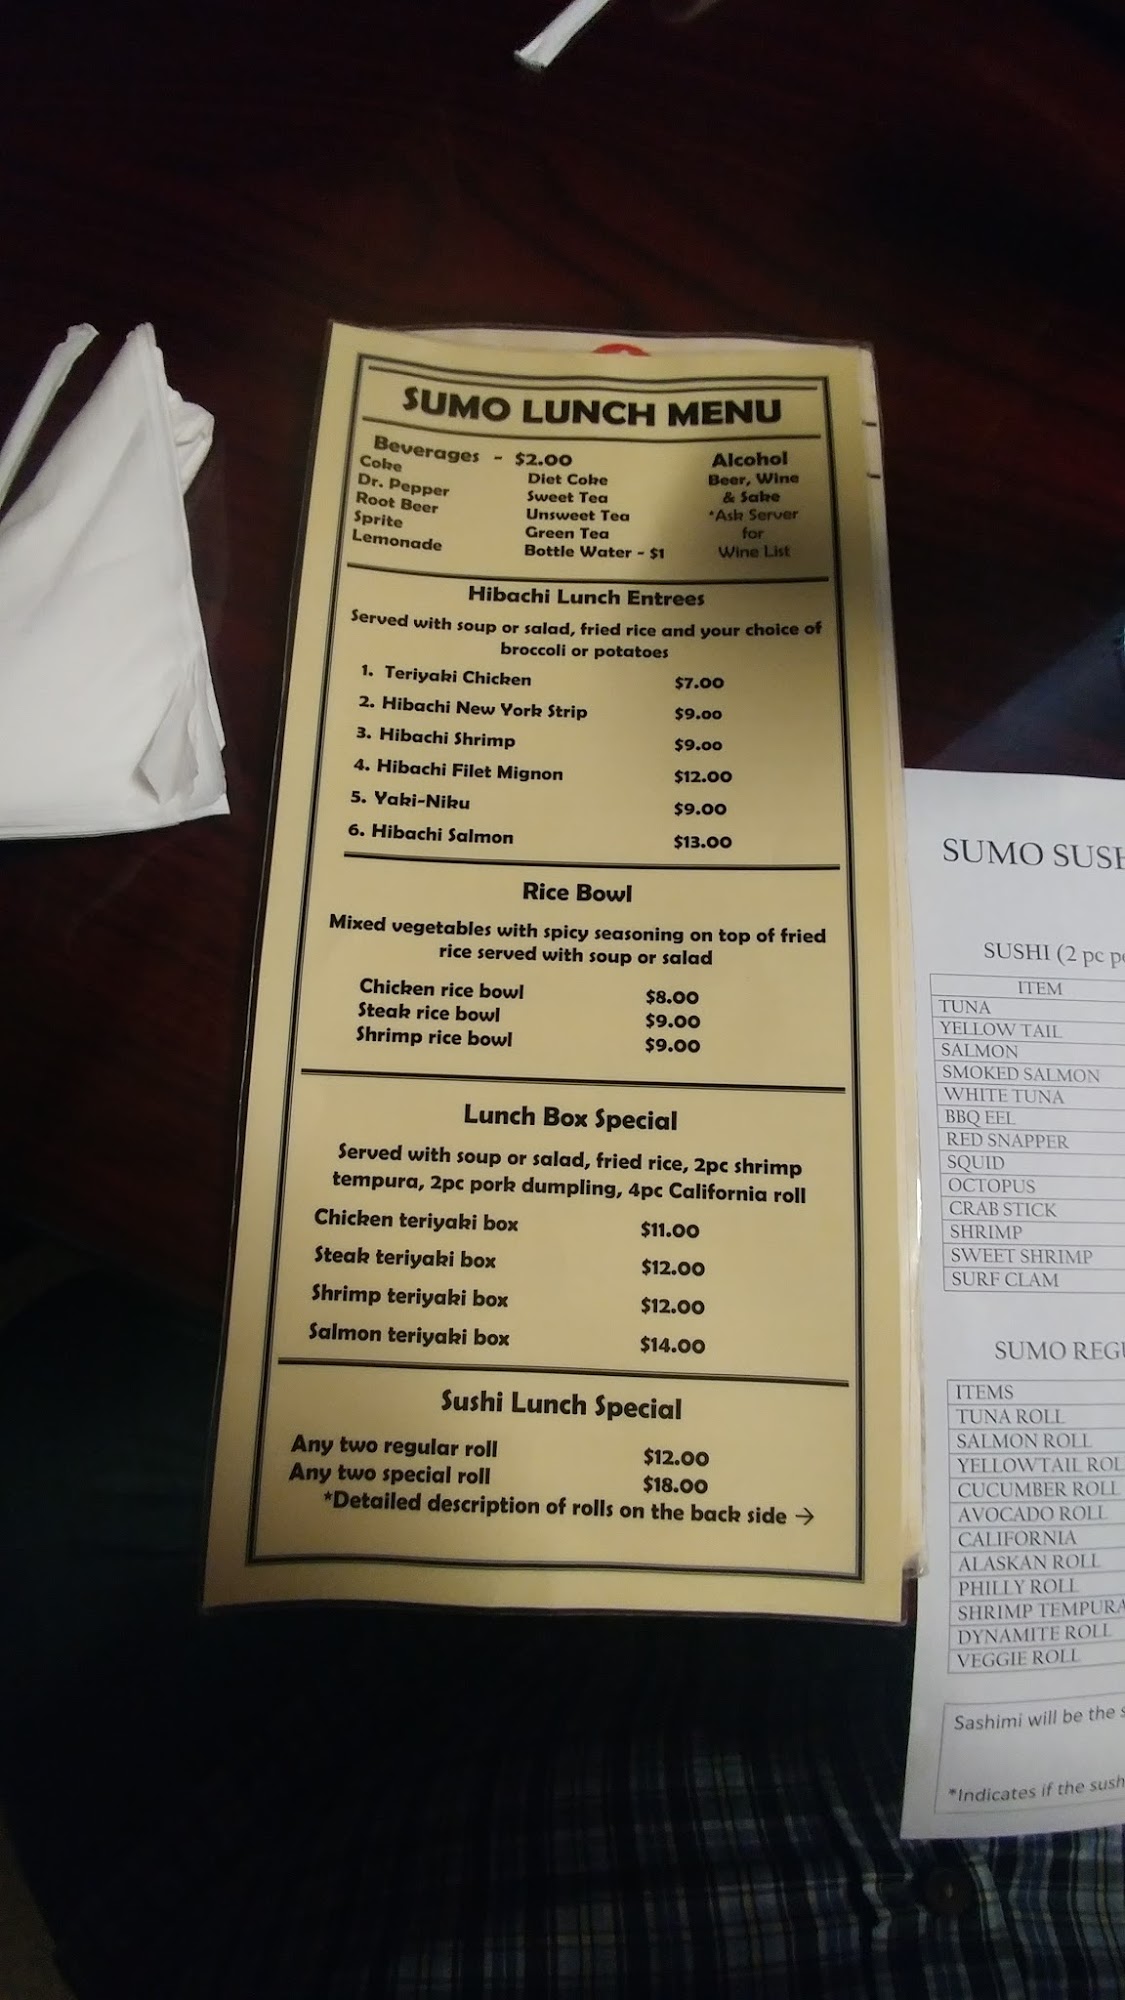 SUMO LUNCH MENU
Beverages - $2.00
Coke
Dr. Pepper
Root Beer
Sprite
Lemonade
Diet Coke
Sweet Tea
Unsweet Tea
Green Tea
Bottle Water - $1
Alcohol
Beer, Wine
& Sake
*Ask Server
for
Wine List
Hibachi Lunch Entrees
Served with soup or salad, fried rice and your choice of
broccoli or potatoes
1. Teriyaki Chicken $7.00
2. Hibachi New York Strip $9.00
3. Hibachi Shrimp $9.00
4. Hibachi Filet Mignon $12.00
5. Yaki-Niku $9.00
6. Hibachi Salmon $13.00
Rice Bowl
Mixed vegetables with spicy seasoning on top of fried
rice served with soup or salad
Chicken rice bowl $8.00
Steak rice bowl $9.00
Shrimp rice bowl $9.00
Lunch Box Special
Served with soup or salad, fried rice, 2pc shrimp
tempura, 2pc pork dumpling, 4pc California roll
Chicken teriyaki box $11.00
Steak teriyaki box $12.00
Shrimp teriyaki box $12.00
Salmon teriyaki box $14.00
Sushi Lunch Special
Any two regular roll $12.00
Any two special roll $18.00
*Detailed description of rolls on the back side →
SUMO
SUSHI (2 pc
ITEM
TUNA
YELLOW TAIL
SALMON
SMOKED SALMON
WHITE TUNA
BBQ EEL
RED SNAPPER
SQUID
OCTOPUS
CRAB STICK
SHRIMP
SWEET SHRIMP
SURF CLAM
SUMO
ITEMS
TUNA ROLL
SALMON ROLL
YELLOWTAIL
CUCUMBER ROLL
AVOCADO ROLL
CALIFORNIA
ALASKAN ROLL
PHILLY ROLL
SHRIMP TEMPURA
DYNAMITE ROLL
VEGGIE ROLL
Sashimi will be the
*Indicates if the